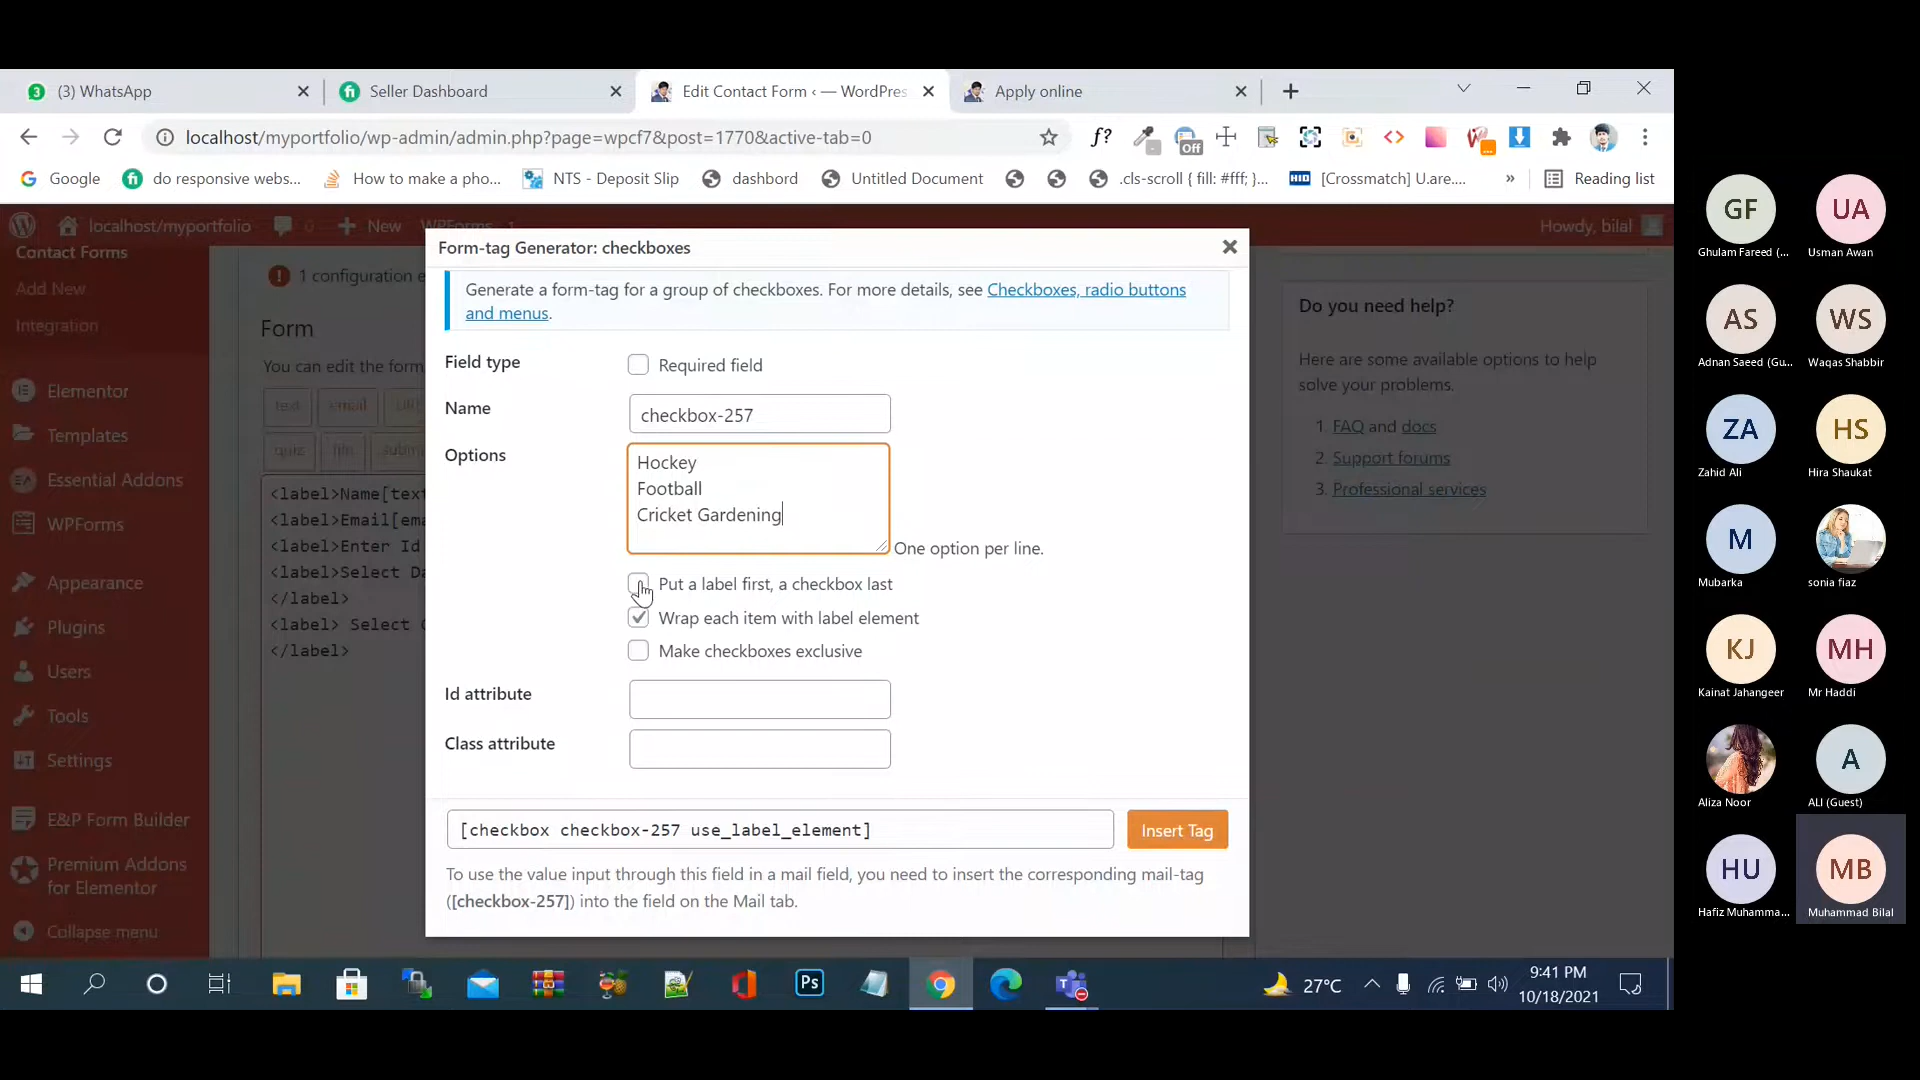 (3) WhatsApp
Seller Dashboard
Edit Contact Form ‹ — WordPres
Apply online
localhost/myportfolio/wp-admin/admin.php?page=wpcf7&post=1770&active-tab=0
f?
Off
Google
do responsive webs...
How to make a pho...
NTS - Deposit Slip
dashbord
Untitled Document
.cls-scroll { fill: #fff; }...
HID
[Crossmatch] U.are....
»
Reading list
localhost/myportfolio
0
New
WPForms 1
Howdy, bilal
Contact Forms
Add New
Integration
Elementor
Templates
Essential Addons
WPForms
Appearance
Plugins
Users
Tools
Settings
E&P Form Builder
Premium Addons
for Elementor
Collapse menu
1 configuration e
Form
You can edit the form
text
email
quiz
file
<label>Name[text
<label>Email[ema
<label>Enter Id
<label>Select Da
</label>
<label> Select
</label>
Form-tag Generator: checkboxes
Generate a form-tag for a group of checkboxes. For more details, see Checkboxes, radio buttons
and menus.
Field type
Required field
Name
checkbox-257
Options
Hockey
Football
Cricket Gardening
One option per line.
Put a label first, a checkbox last
Wrap each item with label element
Make checkboxes exclusive
Id attribute
Class attribute
[checkbox checkbox-257 use_label_element]
Insert Tag
To use the value input through this field in a mail field, you need to insert the corresponding mail-tag
([checkbox-257]) into the field on the Mail tab.
Do you need help?
Here are some available options to help
solve your problems.
1. FAQ and docs
2. Support forums
3. Professional services
27°C
9:41 PM
10/18/2021
Ps
GF
Ghulam Fareed (...
UA
Usman Awan
AS
Adnan Saeed (Gu...
WS
Waqas Shabbir
ZA
Zahid Ali
HS
Hira Shaukat
M
Mubarka
sonia fiaz
KJ
Kainat Jahangeer
MH
Mr Haddi
Aliza Noor
A
ALI (Guest)
HU
Hafiz Muhamma...
MB
Muhammad Bilal